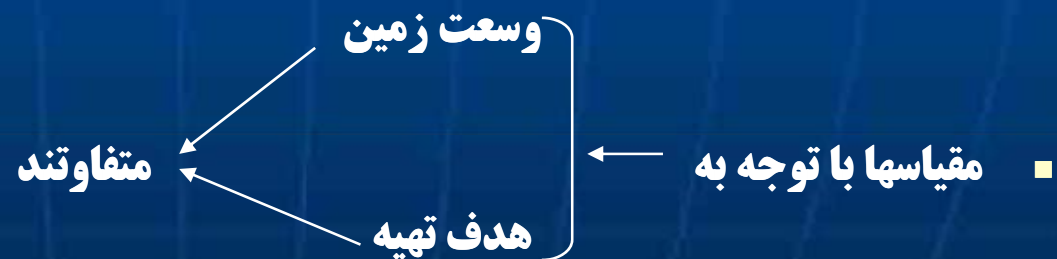 مقیاسها با توجه به
وسعت زمین
هدف تهیه
متفاوتند